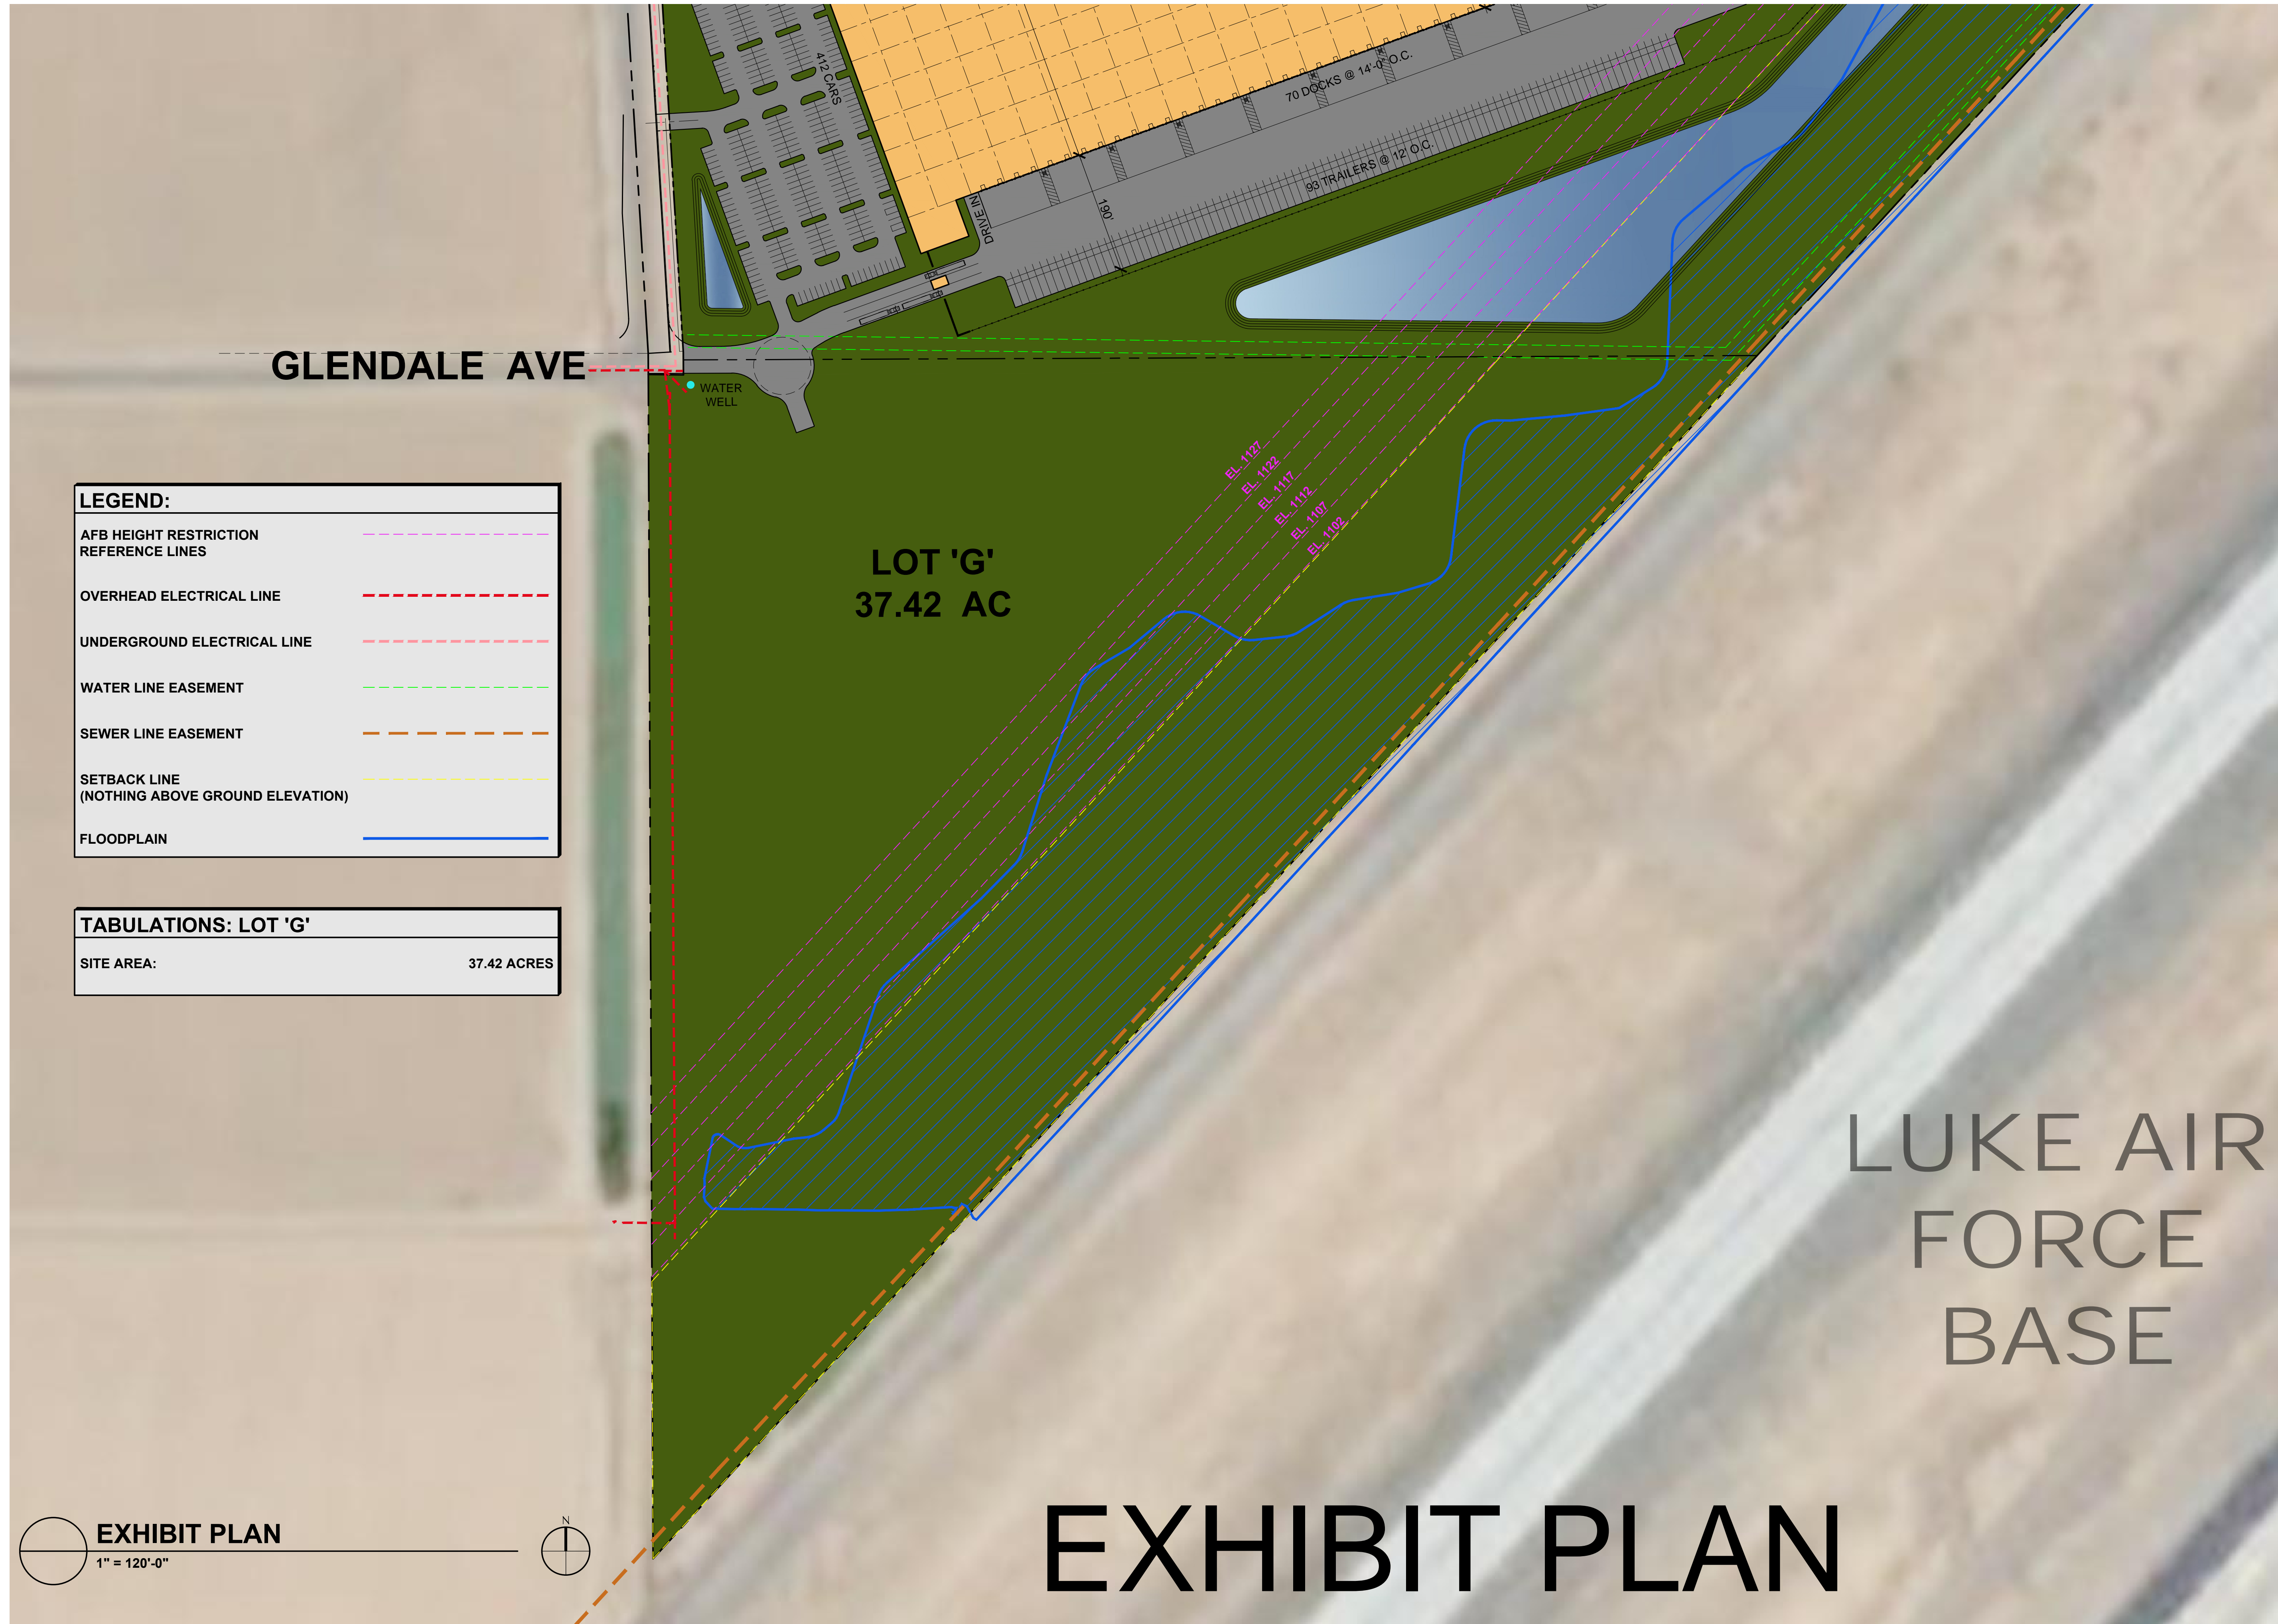 412 CARS
70 DOCKS @ 14'-0" O.C.
93 TRAILERS @ 12' O.C.
DRIVE IN
190'
GLENDALE AVE
WATER
WELL
EL. 1127
EL. 1122
EL. 1117
EL. 1112
EL. 1107
EL. 1102
LOT 'G'
37.42 AC
LEGEND:
AFB HEIGHT RESTRICTION
REFERENCE LINES
OVERHEAD ELECTRICAL LINE
UNDERGROUND ELECTRICAL LINE
WATER LINE EASEMENT
SEWER LINE EASEMENT
SETBACK LINE
(NOTHING ABOVE GROUND ELEVATION)
FLOODPLAIN
TABULATIONS: LOT 'G'
SITE AREA: 37.42 ACRES
LUKE AIR
FORCE
BASE
EXHIBIT PLAN
1" = 120'-0"
N
EXHIBIT PLAN